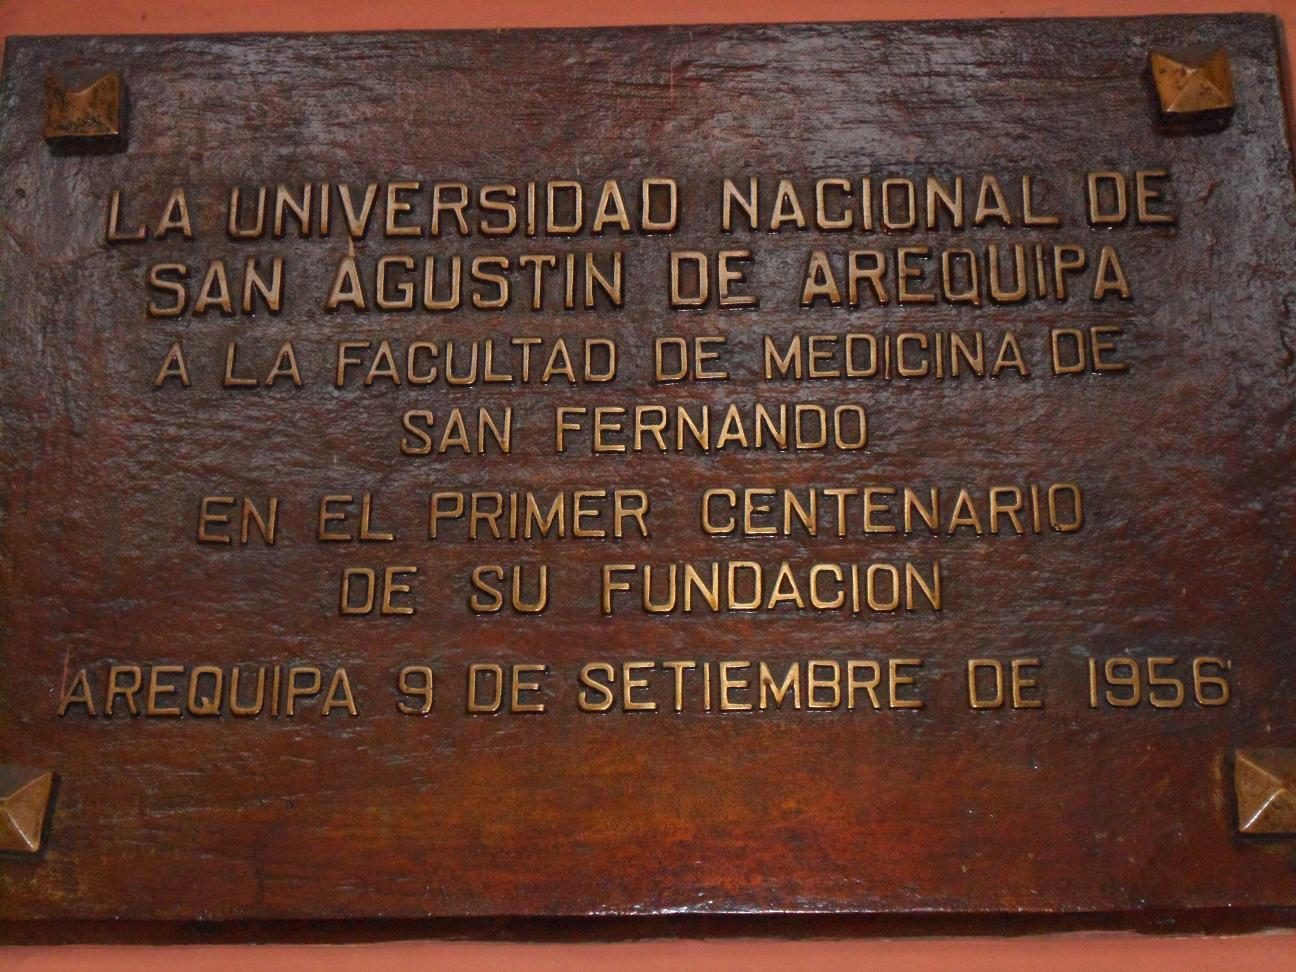 LA UNIVERSIDAD NACIONAL DE
SAN AGUSTIN DE AREQUIPA
A LA FACULTAD DE MEDICINA DE
SAN FERNANDO
EN EL PRIMER CENTENARIO
DE SU FUNDACION
AREQUIPA 9 DE SETIEMBRE DE 1956